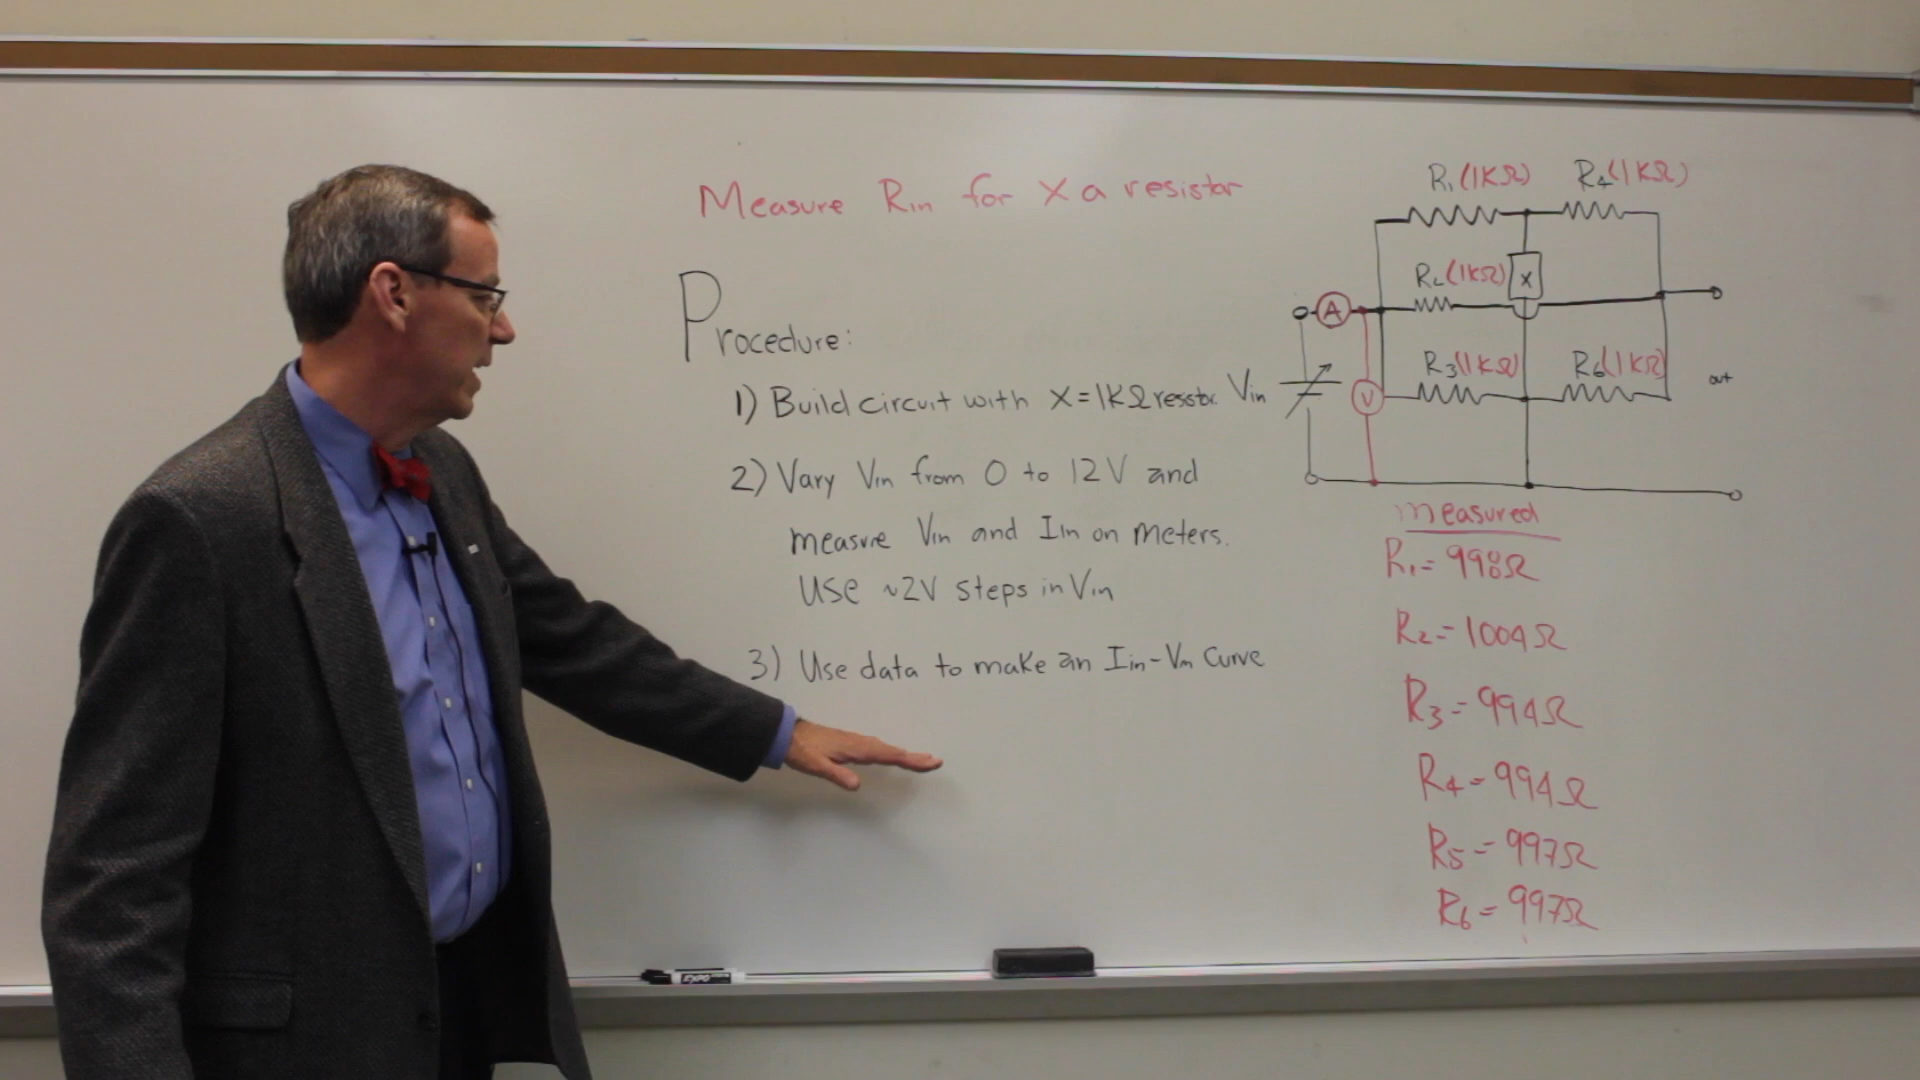 Measure Rin for X a resistor
Procedure:
1) Build circuit with X = 1KΩ resstor
2) Vary Vin from 0 to 12V and
measure Vin and Iin on meters.
Use ~2V steps in Vin
3) Use data to make an Iin-Vin Curve
R1 (1KΩ)
R4 (1KΩ)
R2 (1KΩ)
X
A
R3 (1KΩ)
R6 (1KΩ)
Vin
V
out
measured
R1 = 998Ω
R2 = 1004Ω
R3 = 994Ω
R4 = 994Ω
R5 = 997Ω
R6 = 997Ω
EXPO